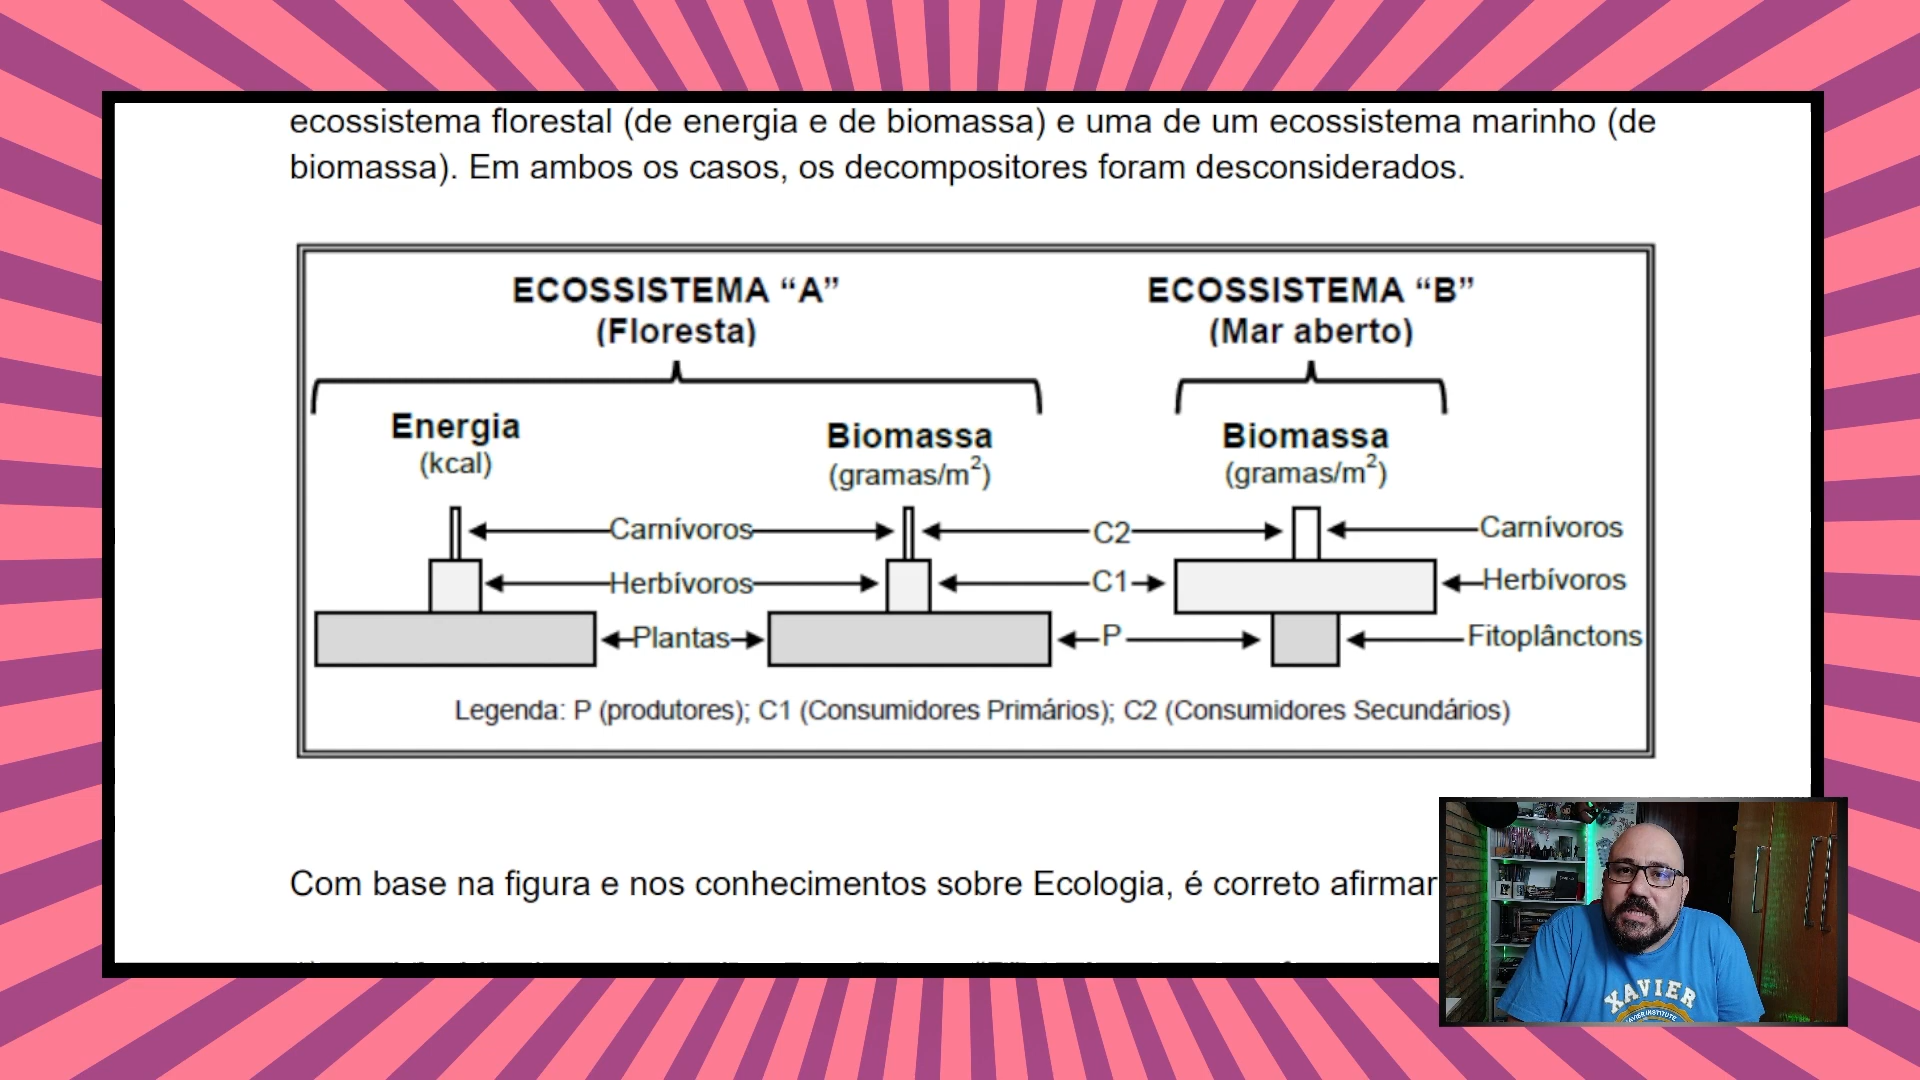 ecossistema florestal (de energia e de biomassa) e uma de um ecossistema marinho (de
biomassa). Em ambos os casos, os decompositores foram desconsiderados.
ECOSSISTEMA “A”
(Floresta)
ECOSSISTEMA “B”
(Mar aberto)
Energia
(kcal)
Biomassa
(gramas/m²)
Biomassa
(gramas/m²)
Carnívoros
C2
Carnívoros
Herbívoros
C1
Herbívoros
Plantas
P
Fitoplânctons
Legenda: P (produtores); C1 (Consumidores Primários); C2 (Consumidores Secundários)
Com base na figura e nos conhecimentos sobre Ecologia, é correto afirmar
XAVIER